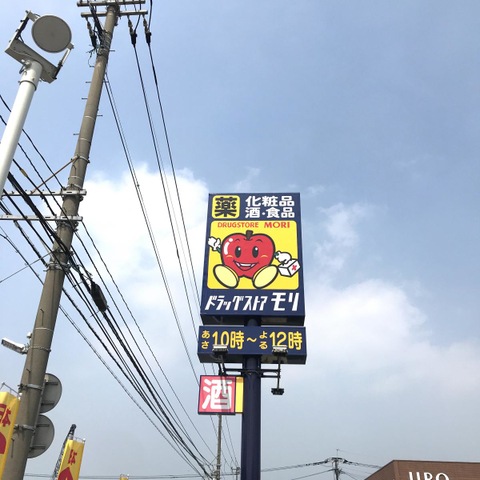 薬 化粧品
酒・食品
DRUGSTORE MORI
ドラッグストア モリ
あさ10時～よる12時
酒